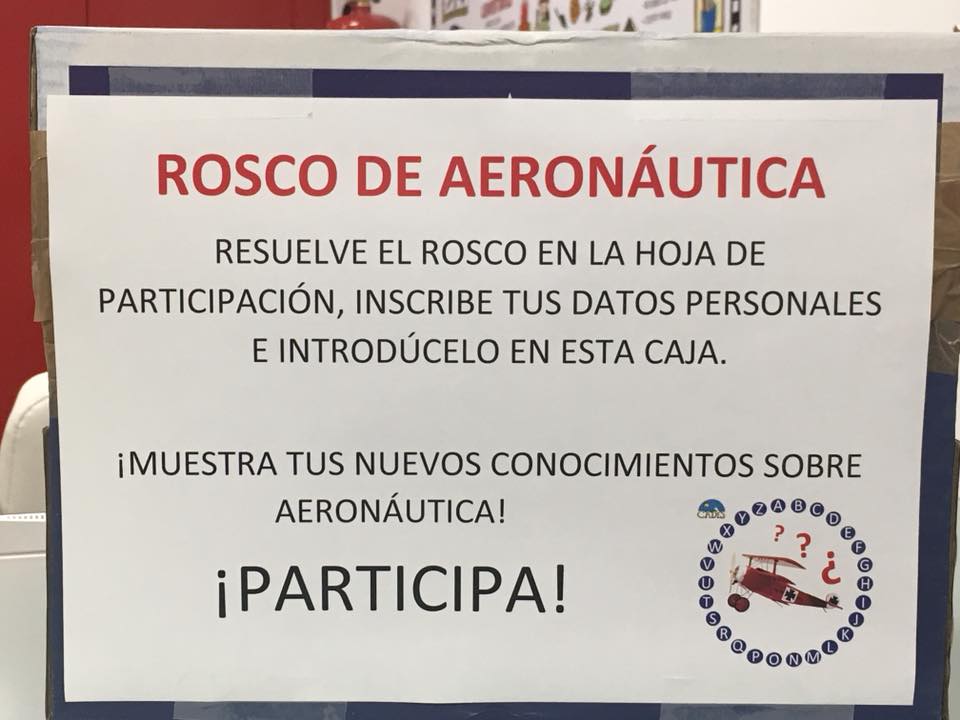 ROSCO DE AERONÁUTICA
RESUELVE EL ROSCO EN LA HOJA DE
PARTICIPACIÓN, INSCRIBE TUS DATOS PERSONALES
E INTRODÚCELO EN ESTA CAJA.
¡MUESTRA TUS NUEVOS CONOCIMIENTOS SOBRE
AERONÁUTICA!
¡PARTICIPA!
? ? ¿
A B C D E F G H I J K L M N O P Q R S T U V W X Y Z